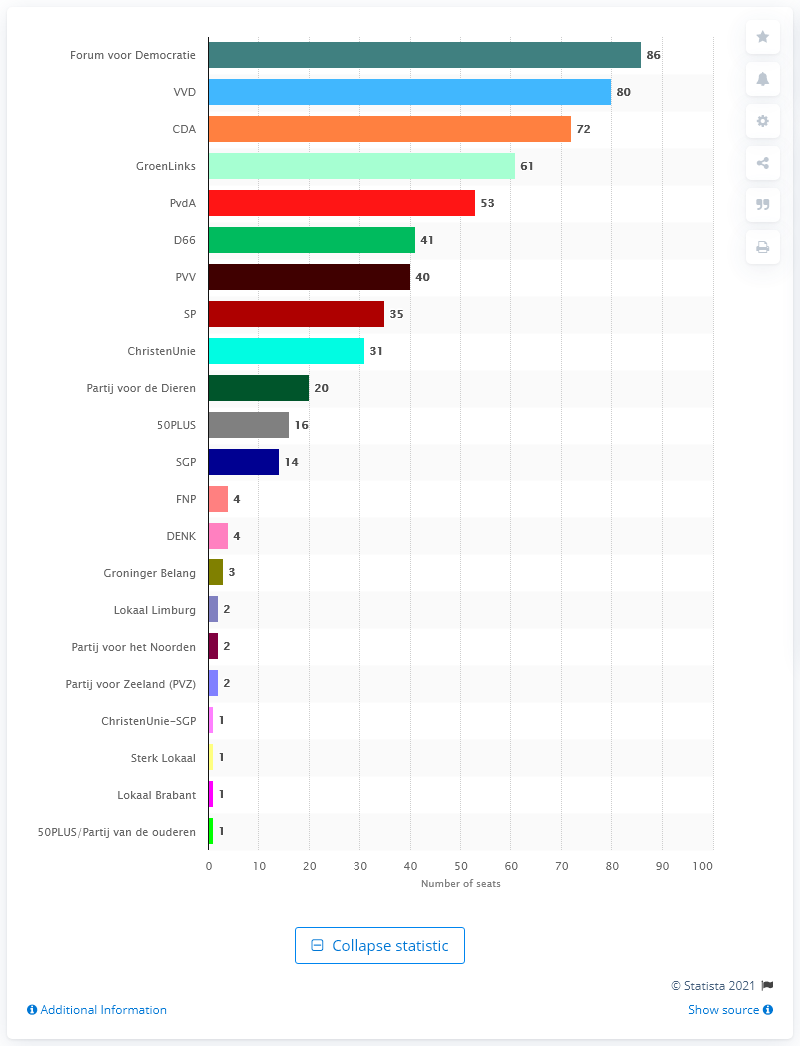 Forum voor Democratie 86
VVD 80
CDA 72
GroenLinks 61
PvdA 53
D66 41
PVV 40
SP 35
ChristenUnie 31
Partij voor de Dieren 20
50PLUS 16
SGP 14
FNP 4
DENK 4
Groninger Belang 3
Lokaal Limburg 2
Partij voor het Noorden 2
Partij voor Zeeland (PVZ) 2
ChristenUnie-SGP 1
Sterk Lokaal 1
Lokaal Brabant 1
50PLUS/Partij van de ouderen 1
0 10 20 30 40 50 60 70 80 90 100
Number of seats
Collapse statistic
© Statista 2021
Additional Information Show source